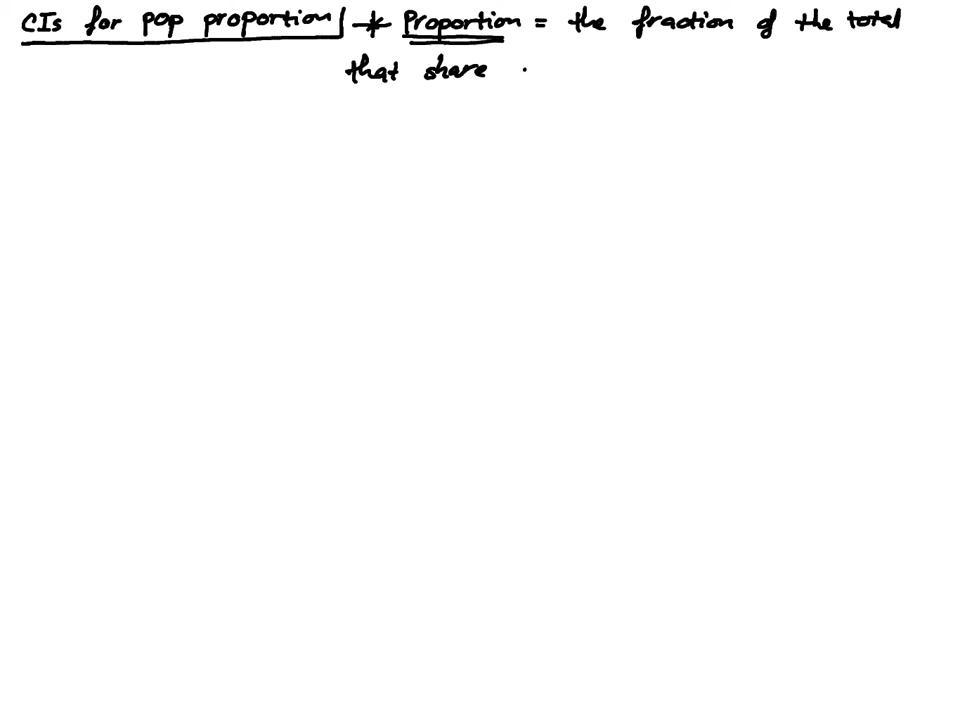 CIs for pop proportion * Proportion = the fraction of the total
that share